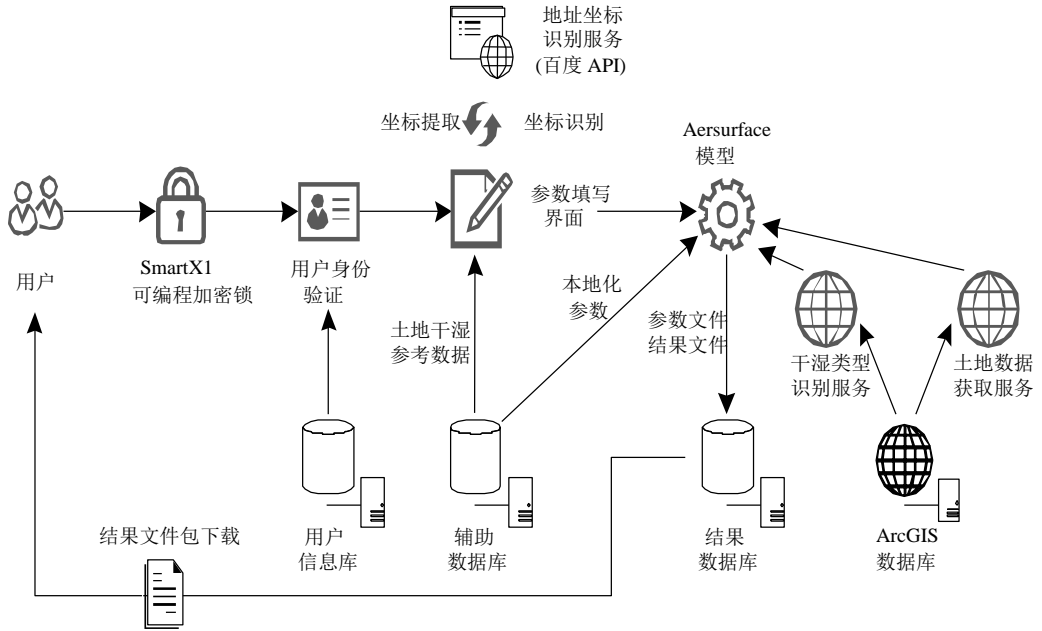 地址坐标
识别服务
(百度 API)
坐标提取
坐标识别
Aersurface
模型
参数填写
界面
用户
SmartX1
可编程加密锁
用户身份
验证
土地干湿
参考数据
本地化
参数
参数文件
结果文件
干湿类型
识别服务
土地数据
获取服务
结果文件包下载
用户
信息库
辅助
数据库
结果
数据库
ArcGIS
数据库